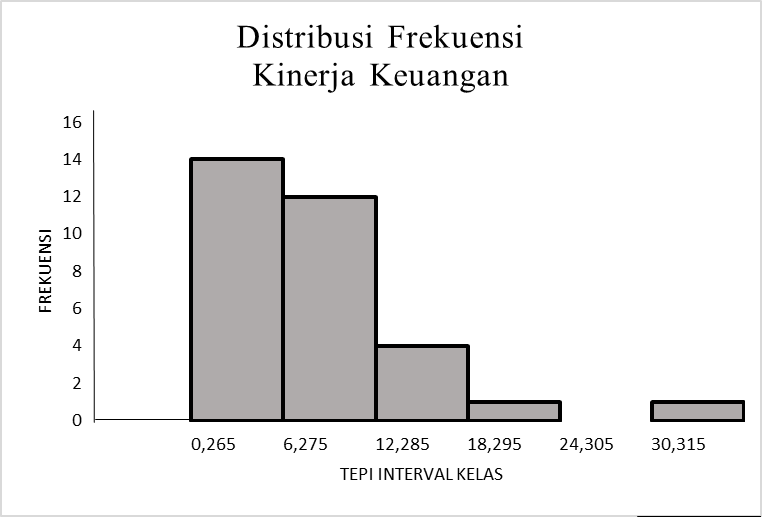 Distribusi Frekuensi
Kinerja Keuangan
16
14
12
10
8
6
4
2
0
FREKUENSI
0,265 6,275 12,285 18,295 24,305 30,315
TEPI INTERVAL KELAS